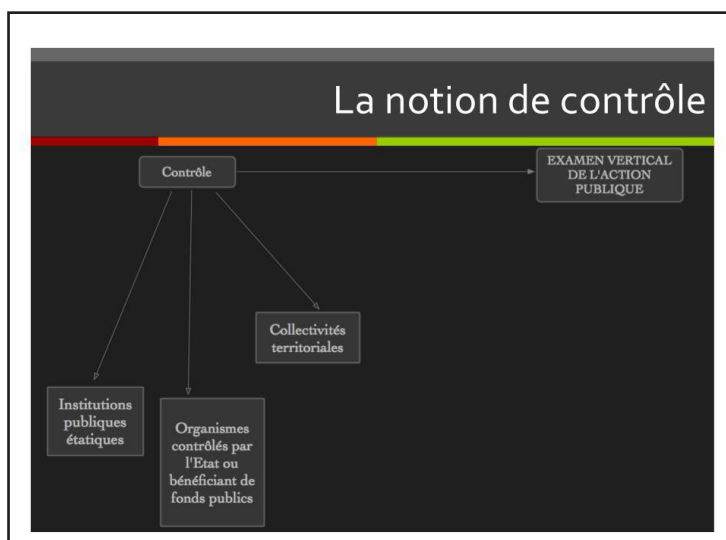 La notion de contrôle
Contrôle
EXAMEN VERTICAL
DE L'ACTION
PUBLIQUE
Collectivités
territoriales
Institutions
publiques
étatiques
Organismes
contrôlés par
l'Etat ou
bénéficiant de
fonds publics